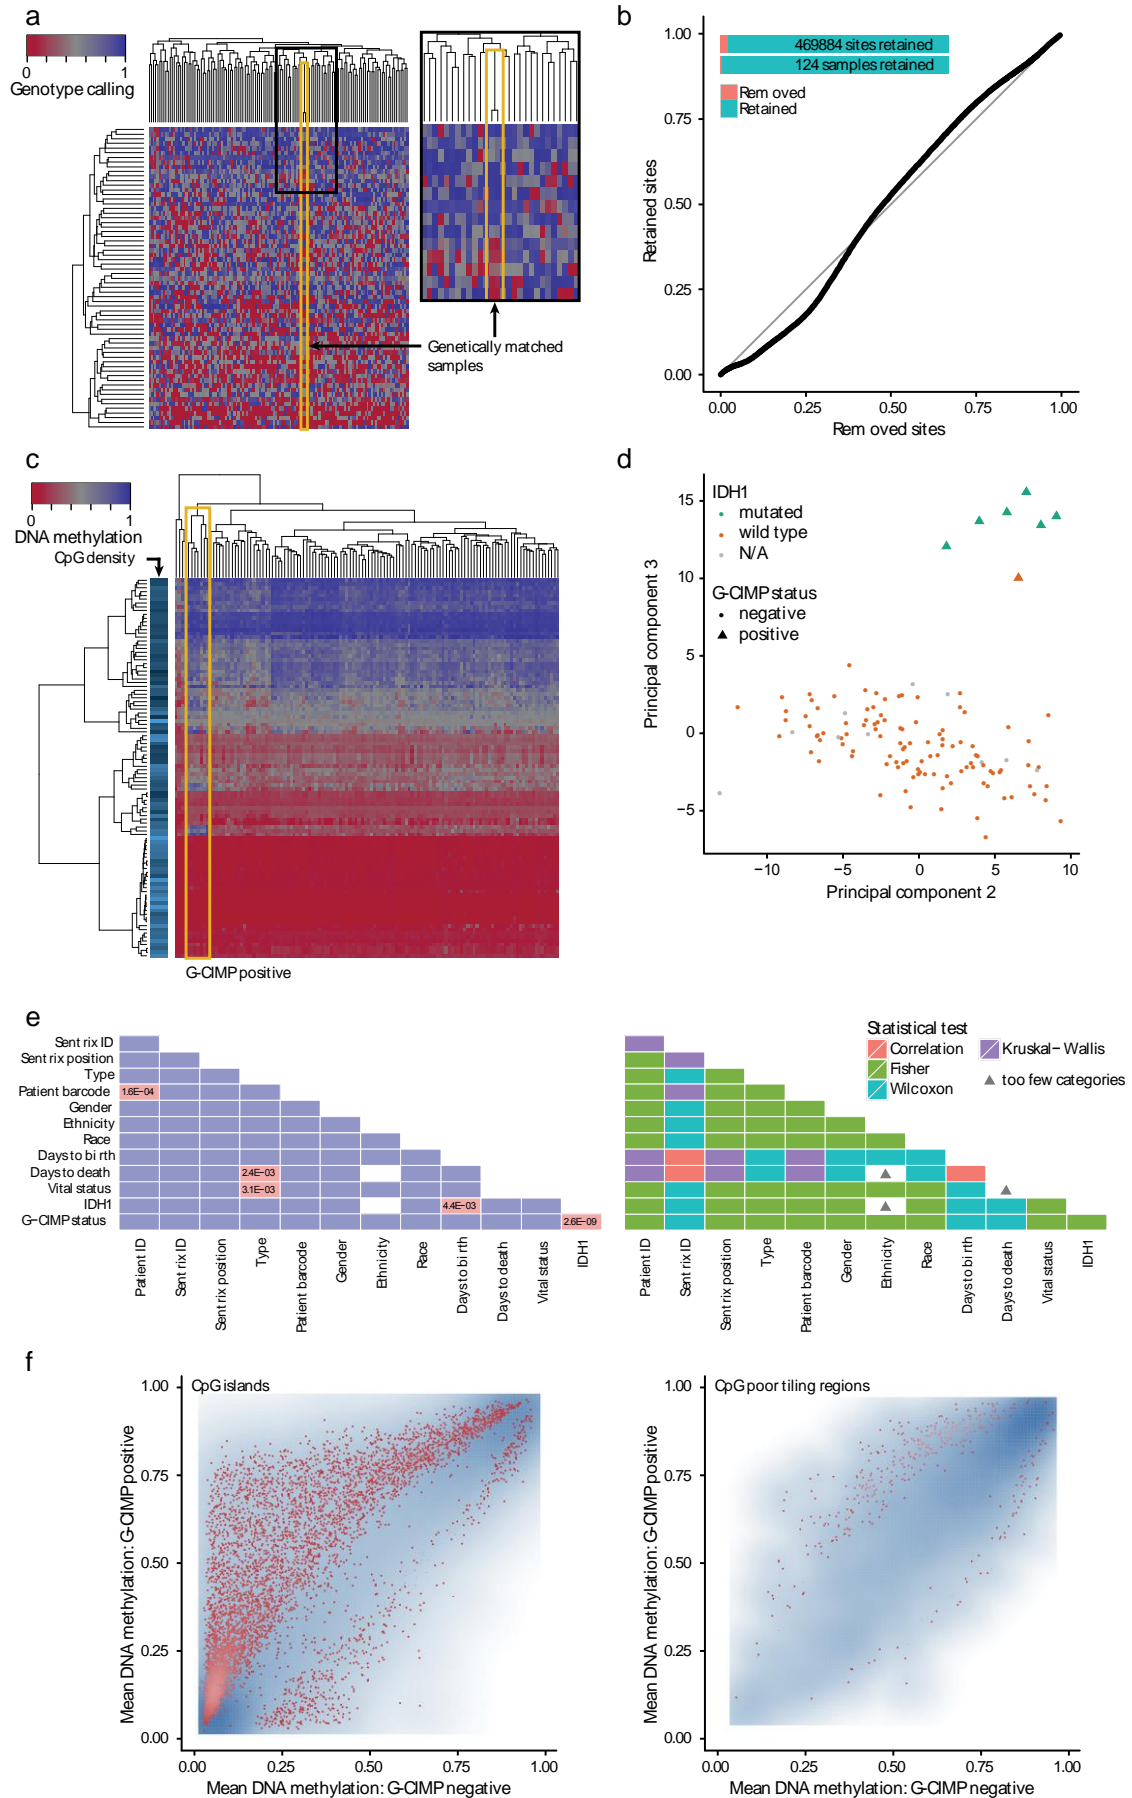 a
0 1
Genotype calling
Genetically matched
samples
b
469884 sites retained
124 samples retained
Rem oved
Retained
1.00
0.75
0.50
0.25
0.00
Retained sites
0.00 0.25 0.50 0.75 1.00
Rem oved sites
c
0 1
DNA methylation
CpG density
G-CIMP positive
d
IDH1
mutated
wild type
N/A
G-CIMP status
negative
positive
15
10
5
0
−5
Principal component 3
−10 −5 0 5 10
Principal component 2
e
Sent rix ID
Sent rix position
Type
Patient barcode
Gender
Ethnicity
Race
Days to bi rth
Days to death
Vital status
IDH1
G−CIMP status
1.6E−04
2.4E−03
3.1E−03
4.4E−03
2.6E−09
Patient ID
Sent rix ID
Sent rix position
Type
Patient barcode
Gender
Ethnicity
Race
Days to bi rth
Days to death
Vital status
IDH1
Statistical test
Correlation
Fisher
Wilcoxon
Kruskal−Wallis
too few categories
Patient ID
Sent rix ID
Sent rix position
Type
Patient barcode
Gender
Ethnicity
Race
Days to bi rth
Days to death
Vital status
IDH1
f
CpG islands
1.00
0.75
0.50
0.25
0.00
Mean DNA methylation: G-CIMP positive
0.00 0.25 0.50 0.75 1.00
Mean DNA methylation: G-CIMP negative
CpG poor tiling regions
1.00
0.75
0.50
0.25
0.00
Mean DNA methylation: G-CIMP positive
0.00 0.25 0.50 0.75 1.00
Mean DNA methylation: G-CIMP negative